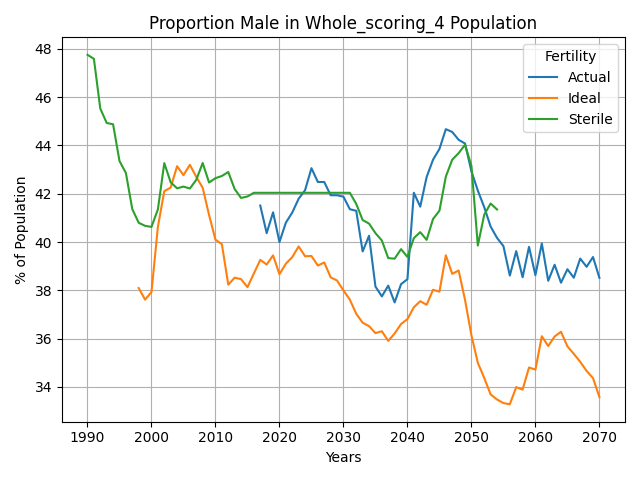 Proportion Male in Whole_scoring_4 Population
Fertility
Actual
Ideal
Sterile
% of Population
48
46
44
42
40
38
36
34
1990 2000 2010 2020 2030 2040 2050 2060 2070
Years